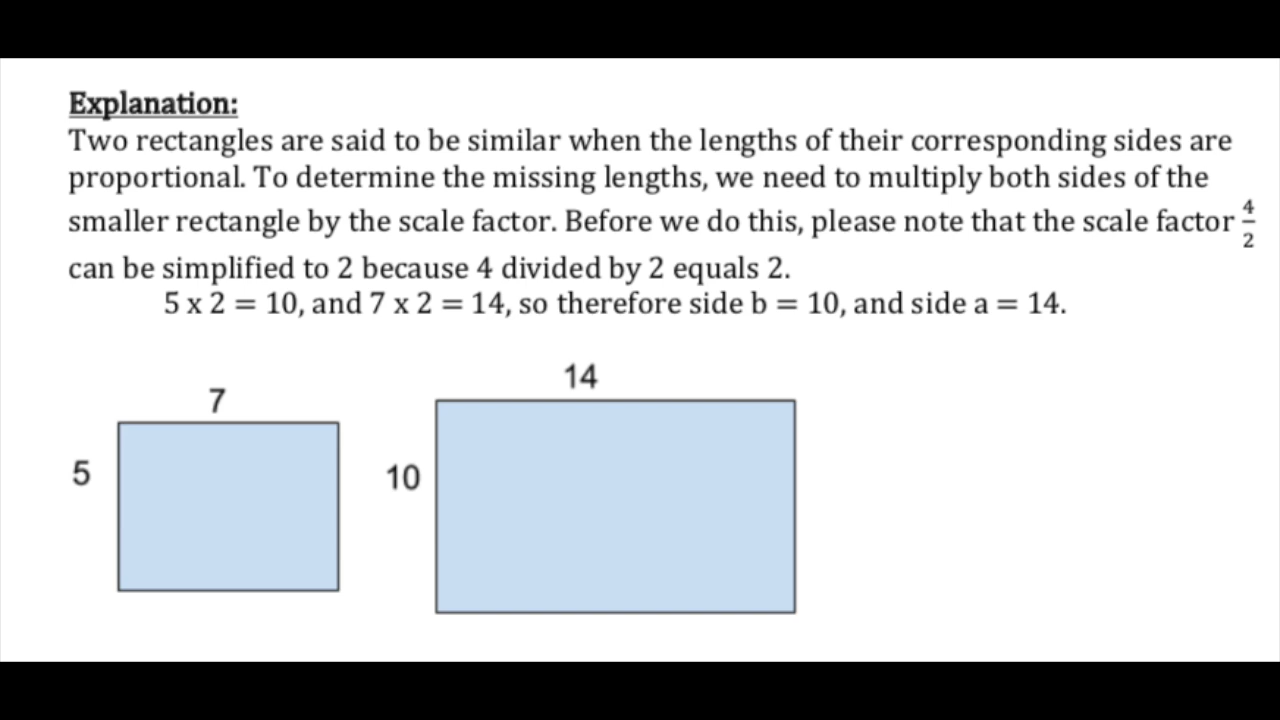 Explanation:
Two rectangles are said to be similar when the lengths of their corresponding sides are
proportional. To determine the missing lengths, we need to multiply both sides of the
smaller rectangle by the scale factor. Before we do this, please note that the scale factor 4/2
can be simplified to 2 because 4 divided by 2 equals 2.
5 x 2 = 10, and 7 x 2 = 14, so therefore side b = 10, and side a = 14.
7
14
5
10